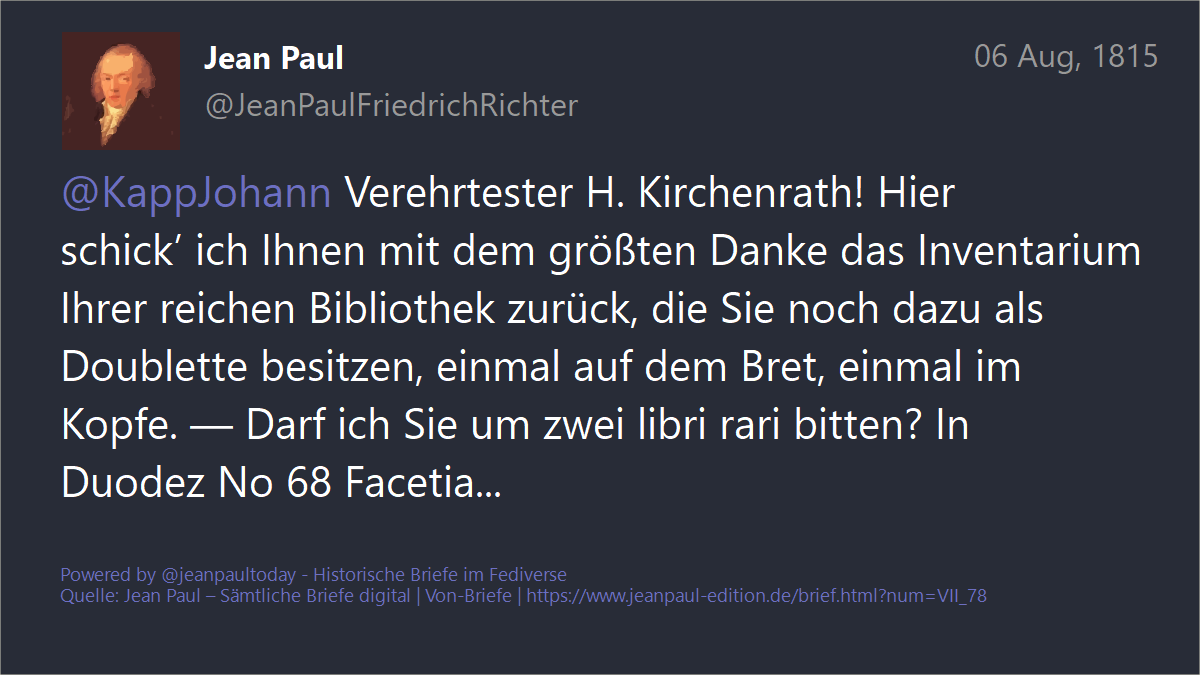 Jean Paul
06 Aug, 1815
@JeanPaulFriedrichRichter
@KappJohann Verehrtester H. Kirchenrath! Hier
schick’ ich Ihnen mit dem größten Danke das Inventarium
Ihrer reichen Bibliothek zurück, die Sie noch dazu als
Doublette besitzen, einmal auf dem Bret, einmal im
Kopfe. — Darf ich Sie um zwei libri rari bitten? In
Duodez No 68 Facetia...
Powered by @jeanpaultoday - Historische Briefe im Fediverse
Quelle: Jean Paul – Sämtliche Briefe digital | Von-Briefe | https://www.jeanpaul-edition.de/brief.html?num=VII_78